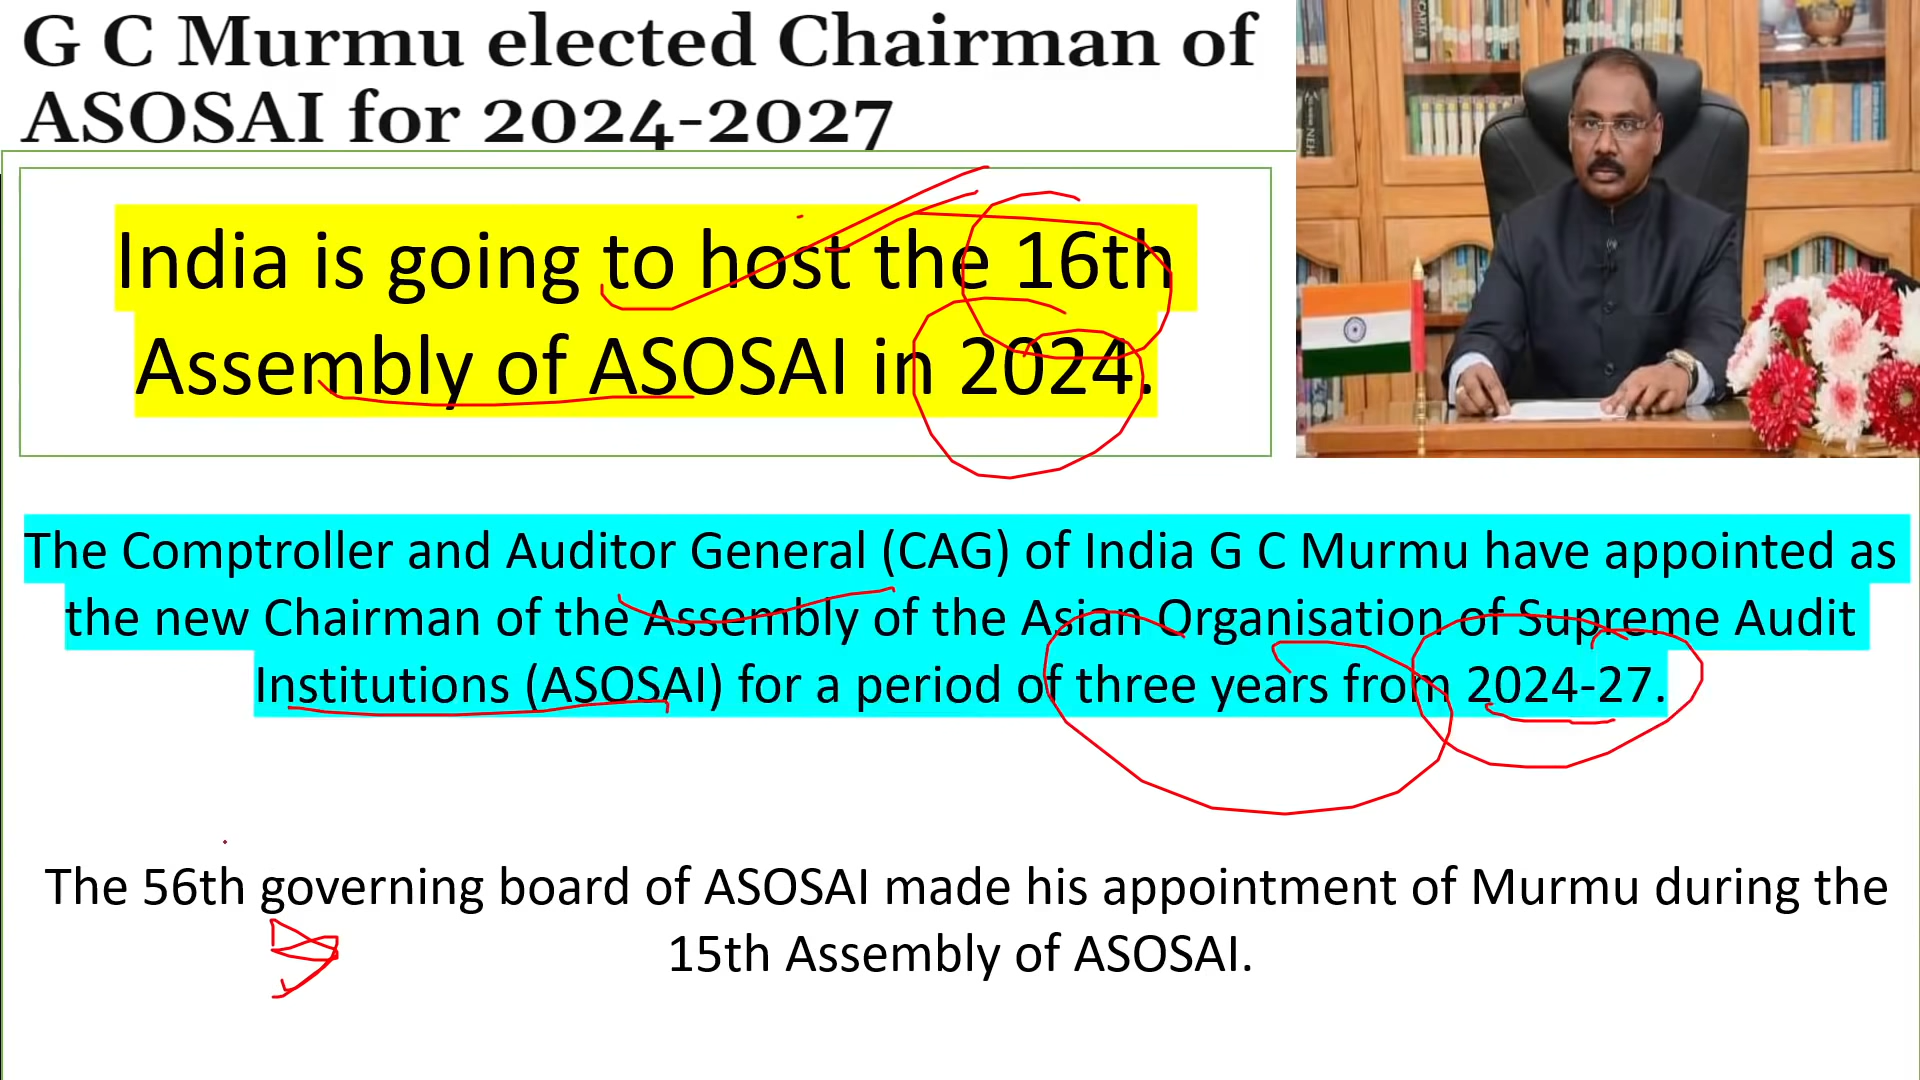 G C Murmu elected Chairman of
ASOSAI for 2024-2027
India is going to host the 16th
Assembly of ASOSAI in 2024.
The Comptroller and Auditor General (CAG) of India G C Murmu have appointed as
the new Chairman of the Assembly of the Asian Organisation of Supreme Audit
Institutions (ASOSAI) for a period of three years from 2024-27.
The 56th governing board of ASOSAI made his appointment of Murmu during the
15th Assembly of ASOSAI.